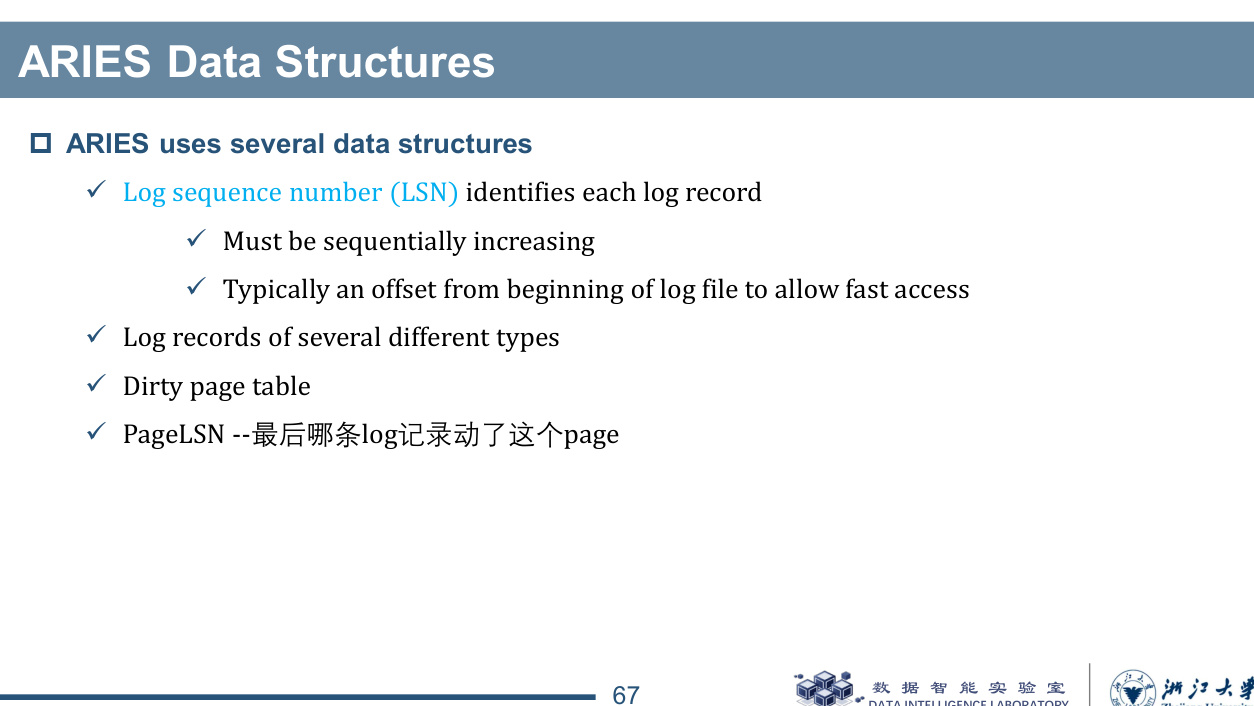 ARIES Data Structures
ARIES uses several data structures
Log sequence number (LSN) identifies each log record
Must be sequentially increasing
Typically an offset from beginning of log file to allow fast access
Log records of several different types
Dirty page table
PageLSN --最后哪条log记录动了这个page
67
数据智能实验室
DATA INTELLIGENCE LABORATORY
浙江大学
Zhejiang University